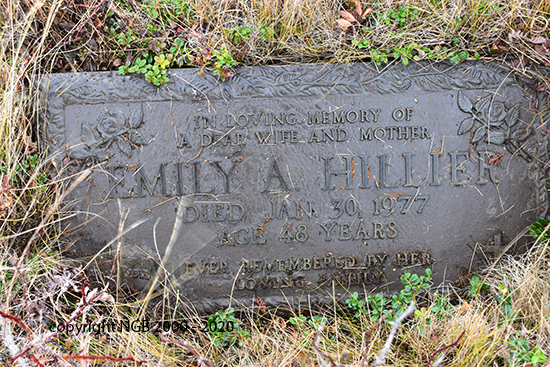 IN LOVING MEMORY OF
A DEAR WIFE AND MOTHER
EMILY A. HILLIER
DIED JAN. 30, 1977
AGE 48 YEARS
EVER REMEMBERED BY HER
LOVING FAMILY
copyright NGB 2000 - 2020